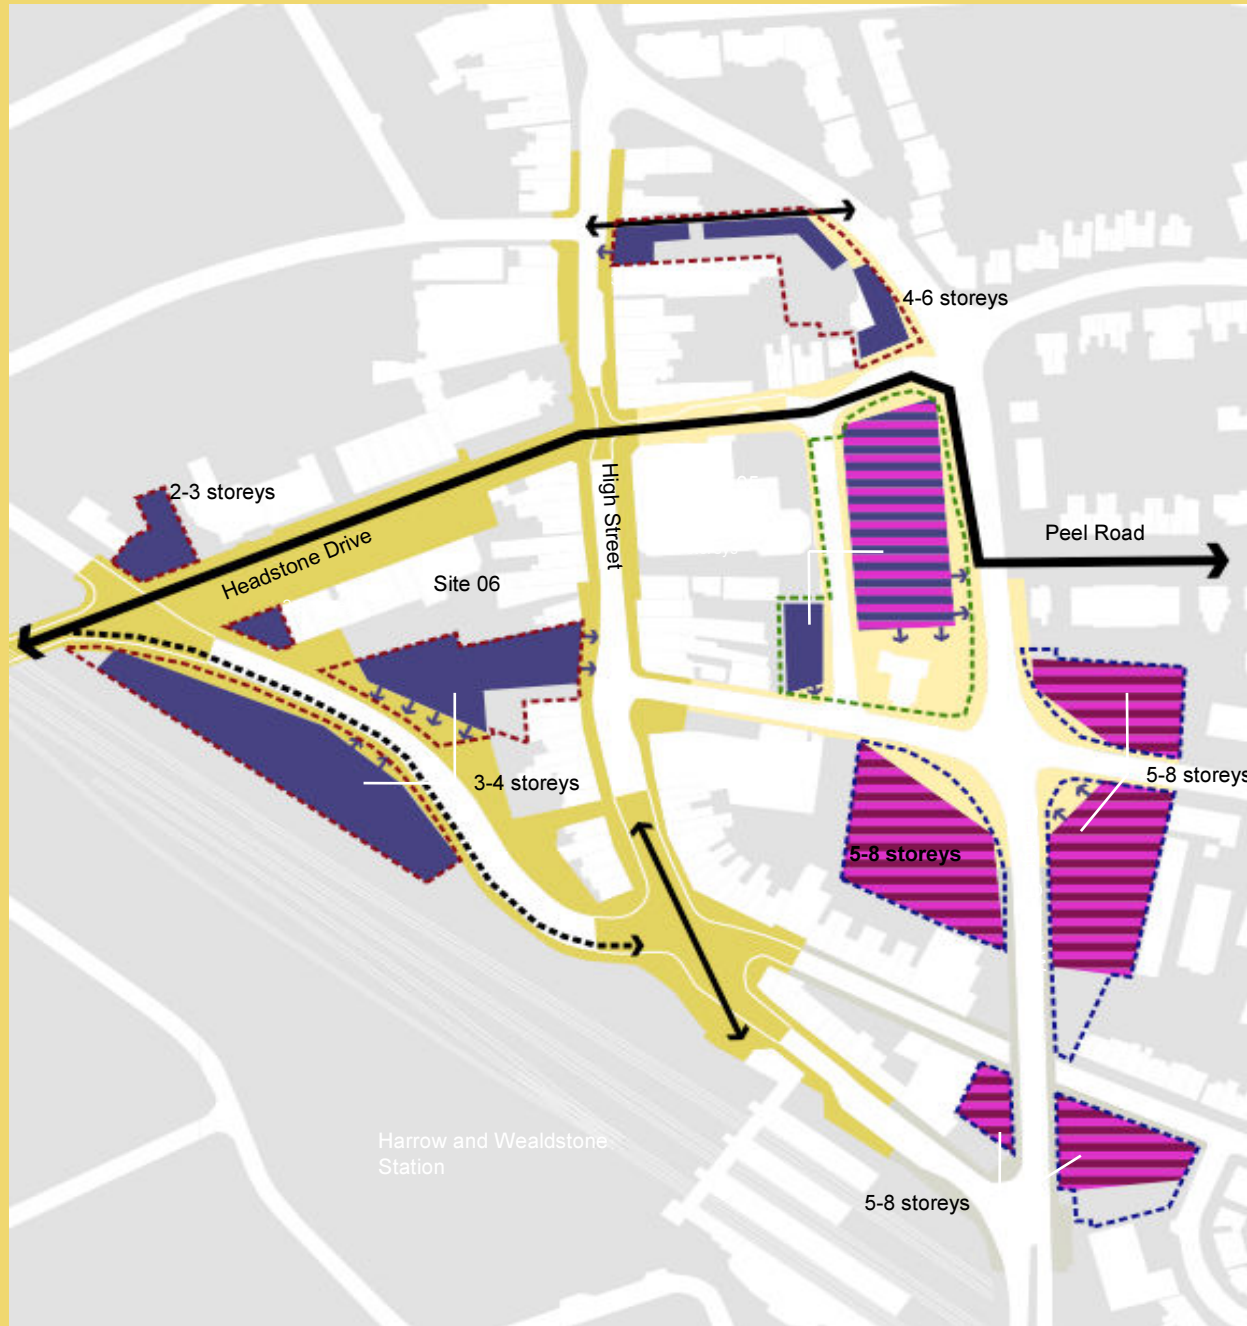 4-6 storeys
2-3 storeys
High Street
Peel Road
Headstone Drive
Site 06
3-4 storeys
5-8 storeys
5-8 storeys
Harrow and Wealdstone
Station
5-8 storeys